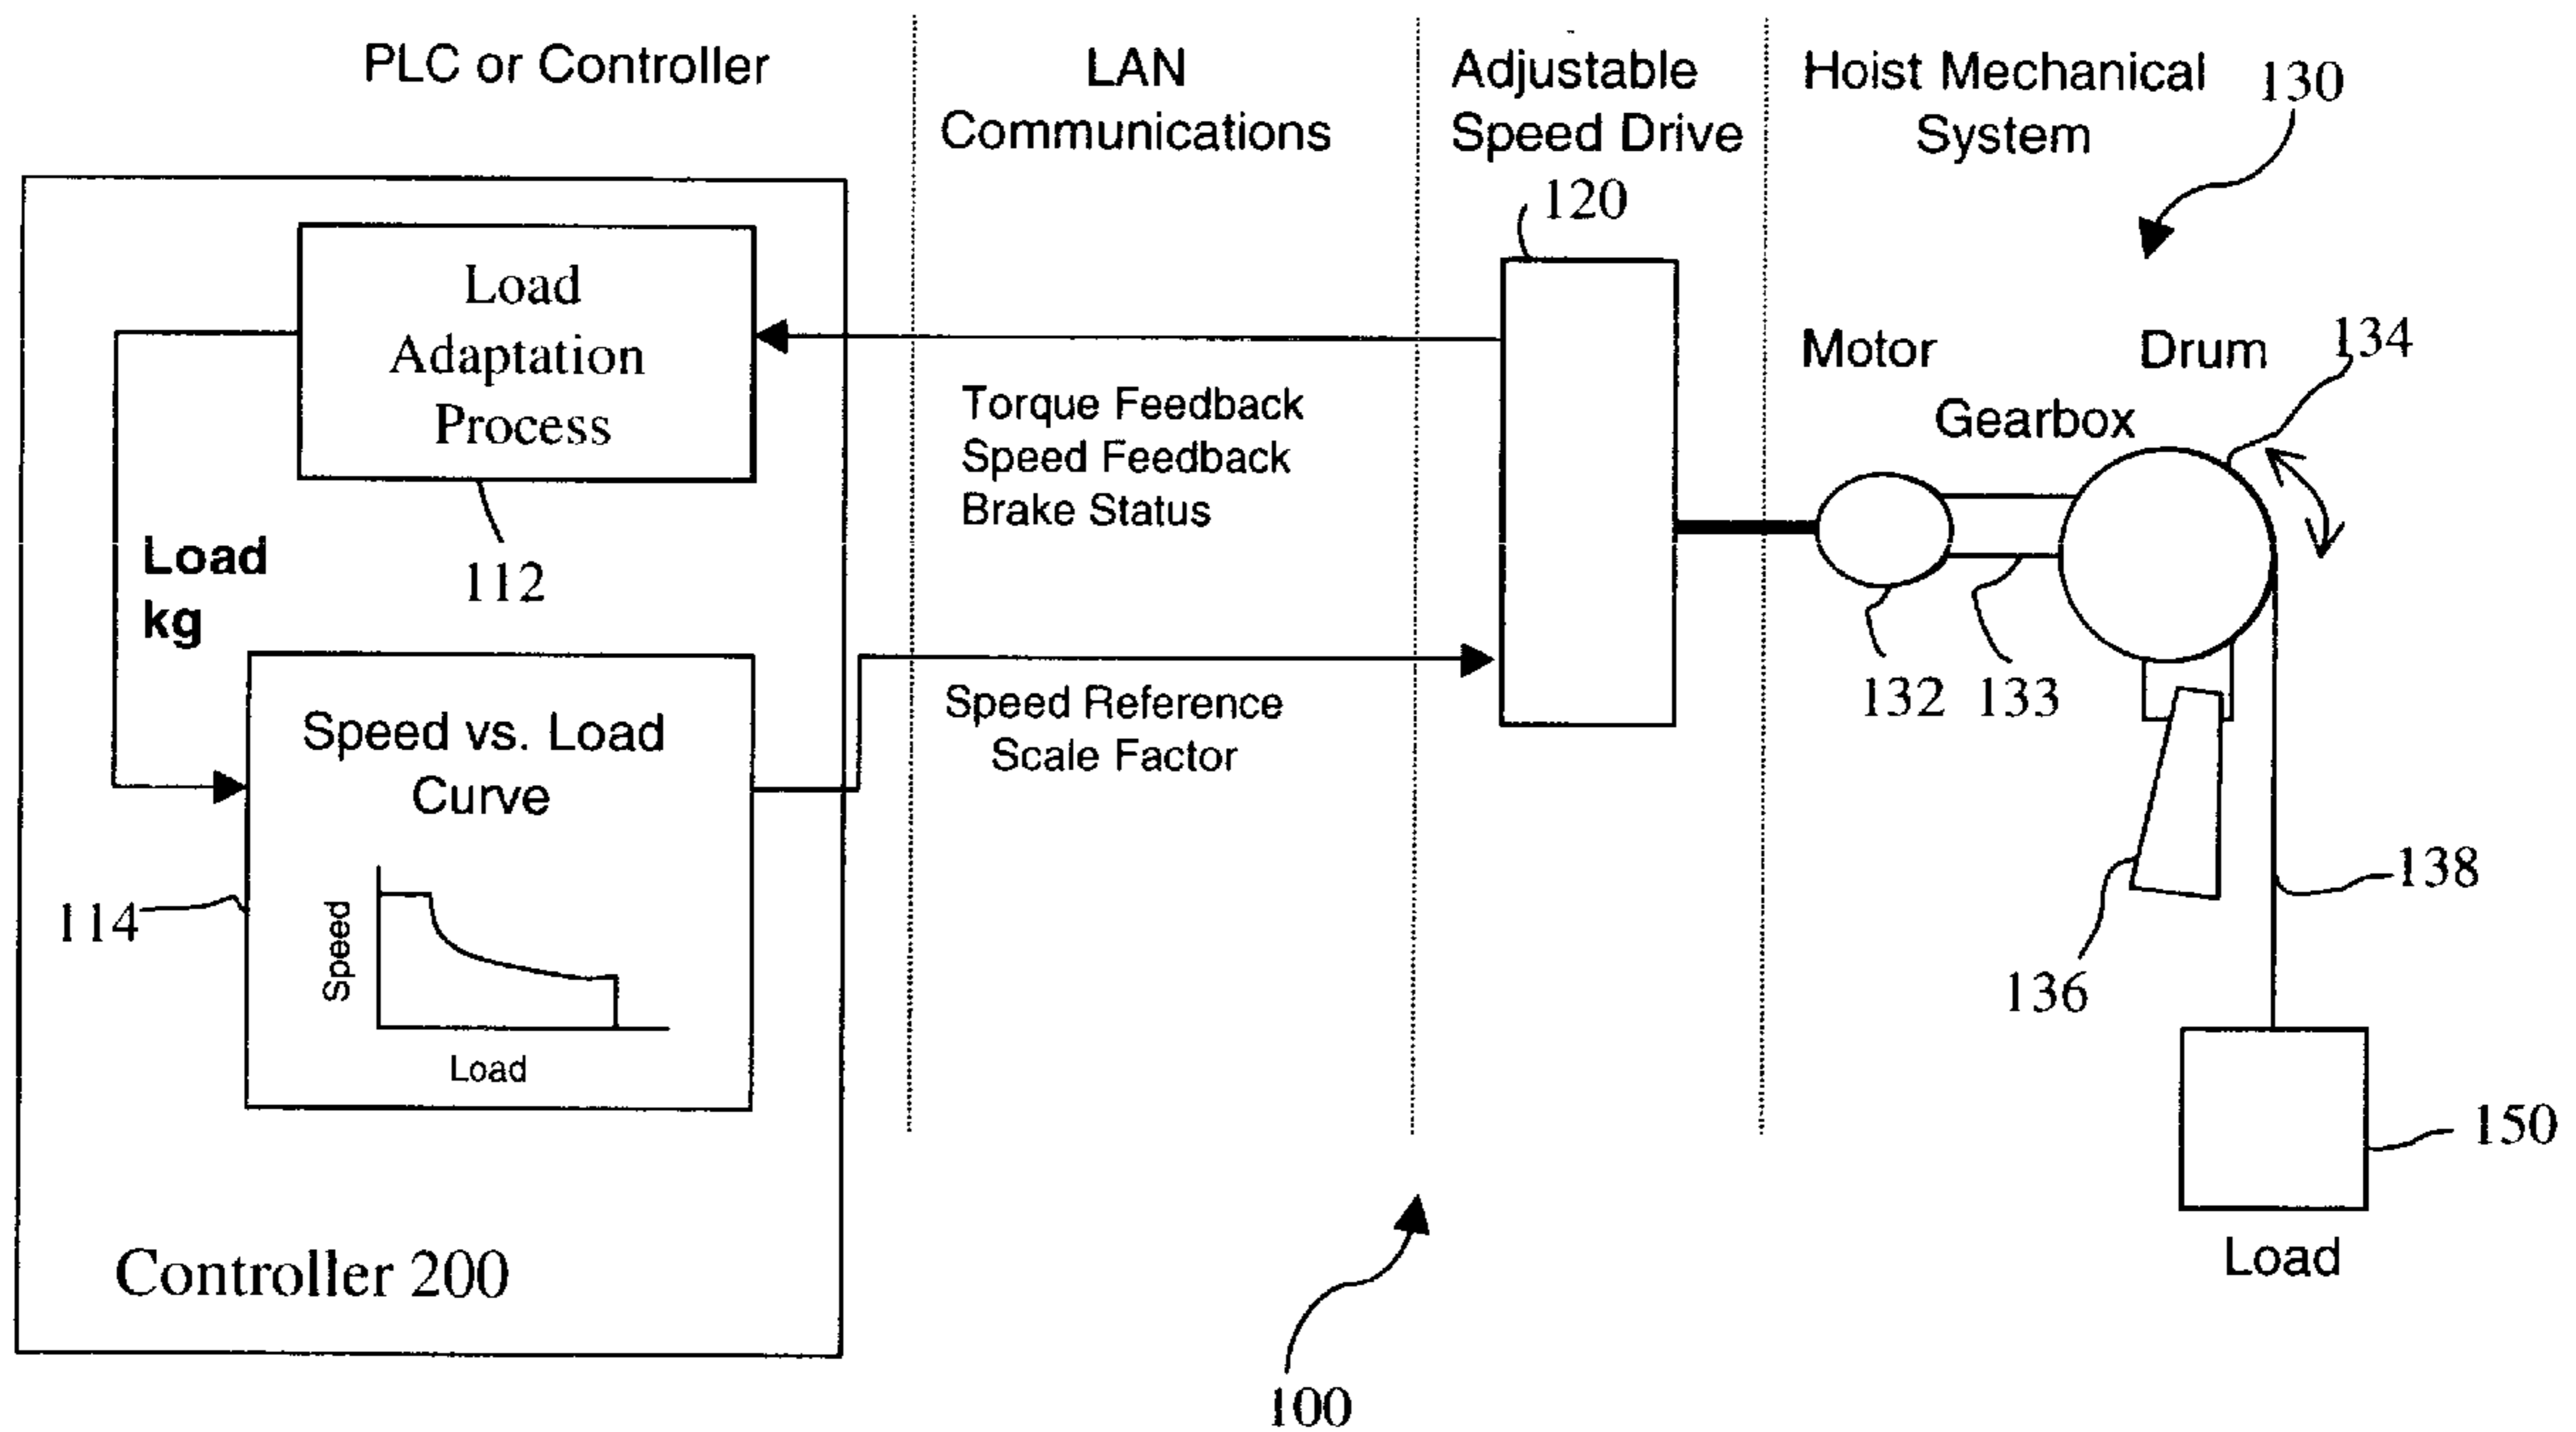 PLC or Controller
LAN
Communications
Adjustable
Speed Drive
120
Hoist Mechanical
System
130
Load
Adaptation
Process
112
Load
kg
Torque Feedback
Speed Feedback
Brake Status
Speed Reference
Scale Factor
Speed vs. Load
Curve
Speed
Load
114
Controller 200
Motor
Gearbox
Drum
134
132
133
136
138
150
Load
100